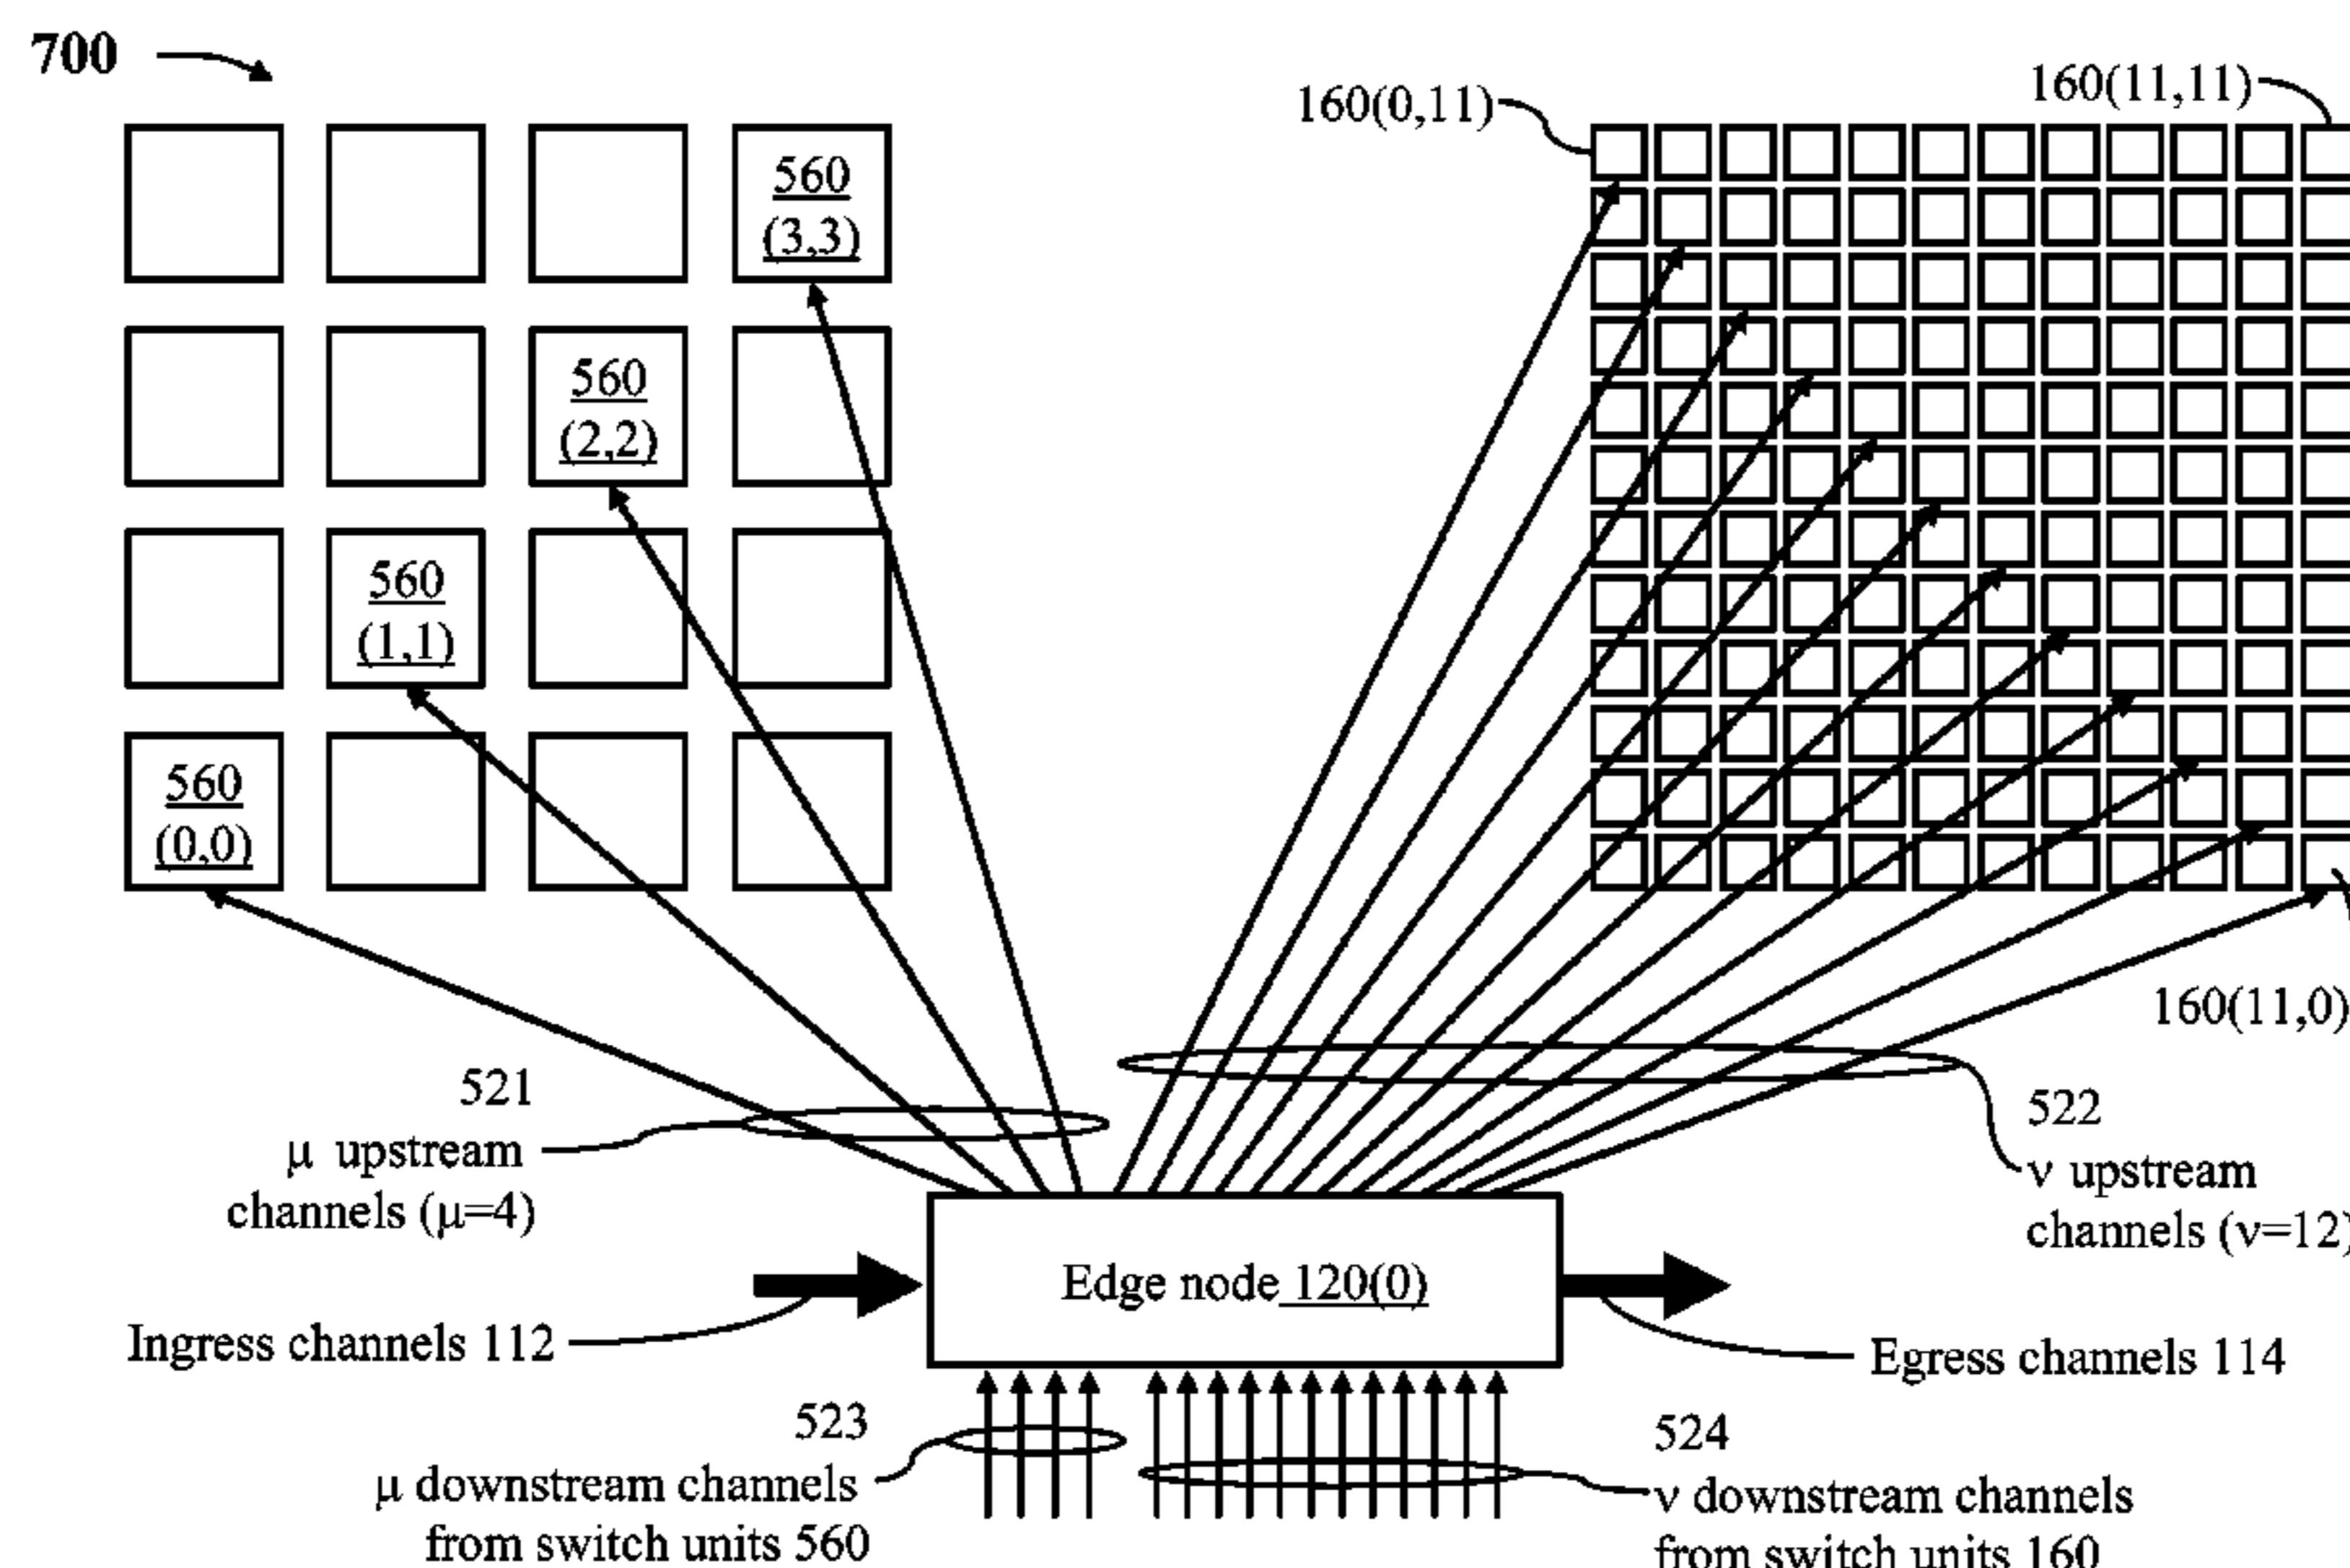 700
160(0,11)
160(11,11)
560
(3,3)
560
(2,2)
560
(1,1)
560
(0,0)
160(11,0)
521
μ upstream
channels (μ=4)
522
ν upstream
channels (ν=12)
Edge node 120(0)
Ingress channels 112
Egress channels 114
523
μ downstream channels
from switch units 560
524
ν downstream channels
from switch units 160